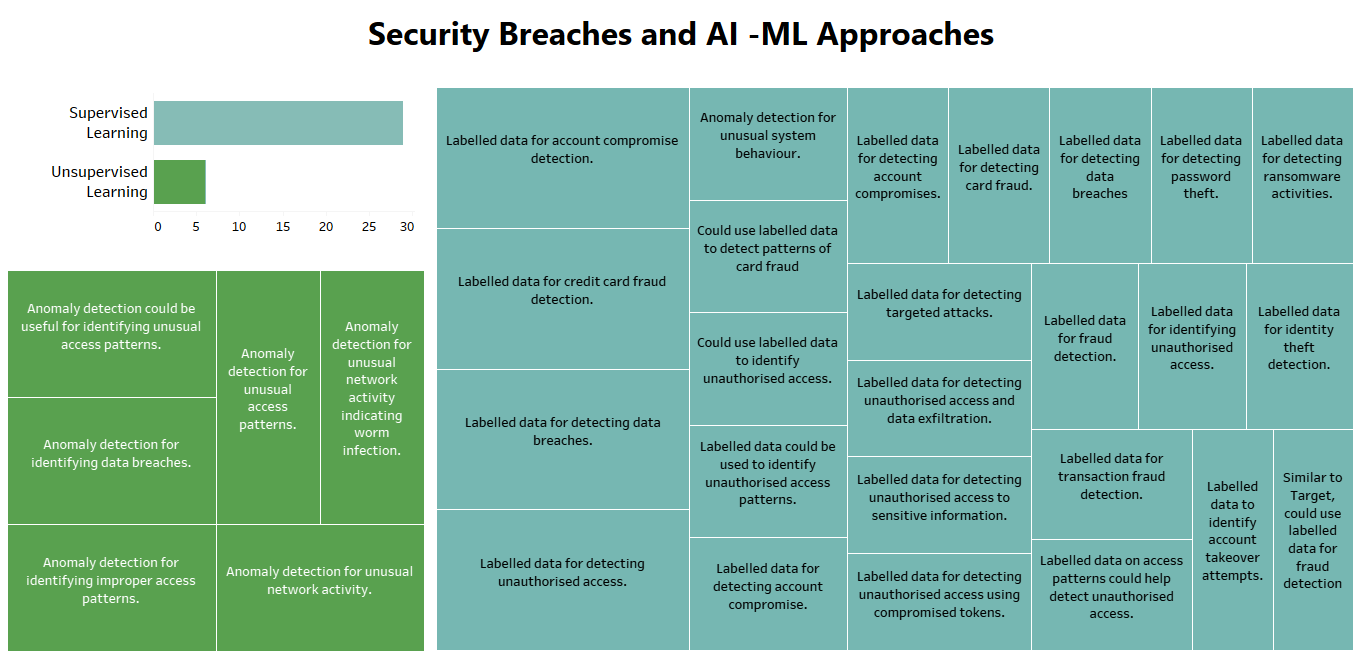 Security Breaches and AI -ML Approaches
Supervised
Learning
Unsupervised
Learning
0 5 10 15 20 25 30
Anomaly detection could be
useful for identifying unusual
access patterns.
Anomaly detection for
identifying data breaches.
Anomaly detection for
identifying improper access
patterns.
Anomaly
detection for
unusual
access
patterns.
Anomaly
detection for
unusual
network
activity
indicating
worm
infection.
Anomaly detection for unusual
network activity.
Labelled data for account compromise
detection.
Labelled data for credit card fraud
detection.
Labelled data for detecting data
breaches.
Labelled data for detecting
unauthorised access.
Anomaly detection for
unusual system
behaviour.
Could use labelled data
to detect patterns of
card fraud
Could use labelled data
to identify
unauthorised access.
Labelled data could be
used to identify
unauthorised access
patterns.
Labelled data for
detecting account
compromise.
Labelled data
for detecting
account
compromises.
Labelled data
for detecting
card fraud.
Labelled data
for detecting
data
breaches
Labelled data
for detecting
password
theft.
Labelled data
for detecting
ransomware
activities.
Labelled data for detecting
targeted attacks.
Labelled data for detecting
unauthorised access and
data exfiltration.
Labelled data for detecting
unauthorised access to
sensitive information.
Labelled data for detecting
unauthorised access using
compromised tokens.
Labelled data
for fraud
detection.
Labelled data
for identifying
unauthorised
access.
Labelled data
for identity
theft
detection.
Labelled data for
transaction fraud
detection.
Labelled data on access
patterns could help
detect unauthorised
access.
Labelled
data to
identify
account
takeover
attempts.
Similar to
Target,
could use
labelled
data for
fraud
detection